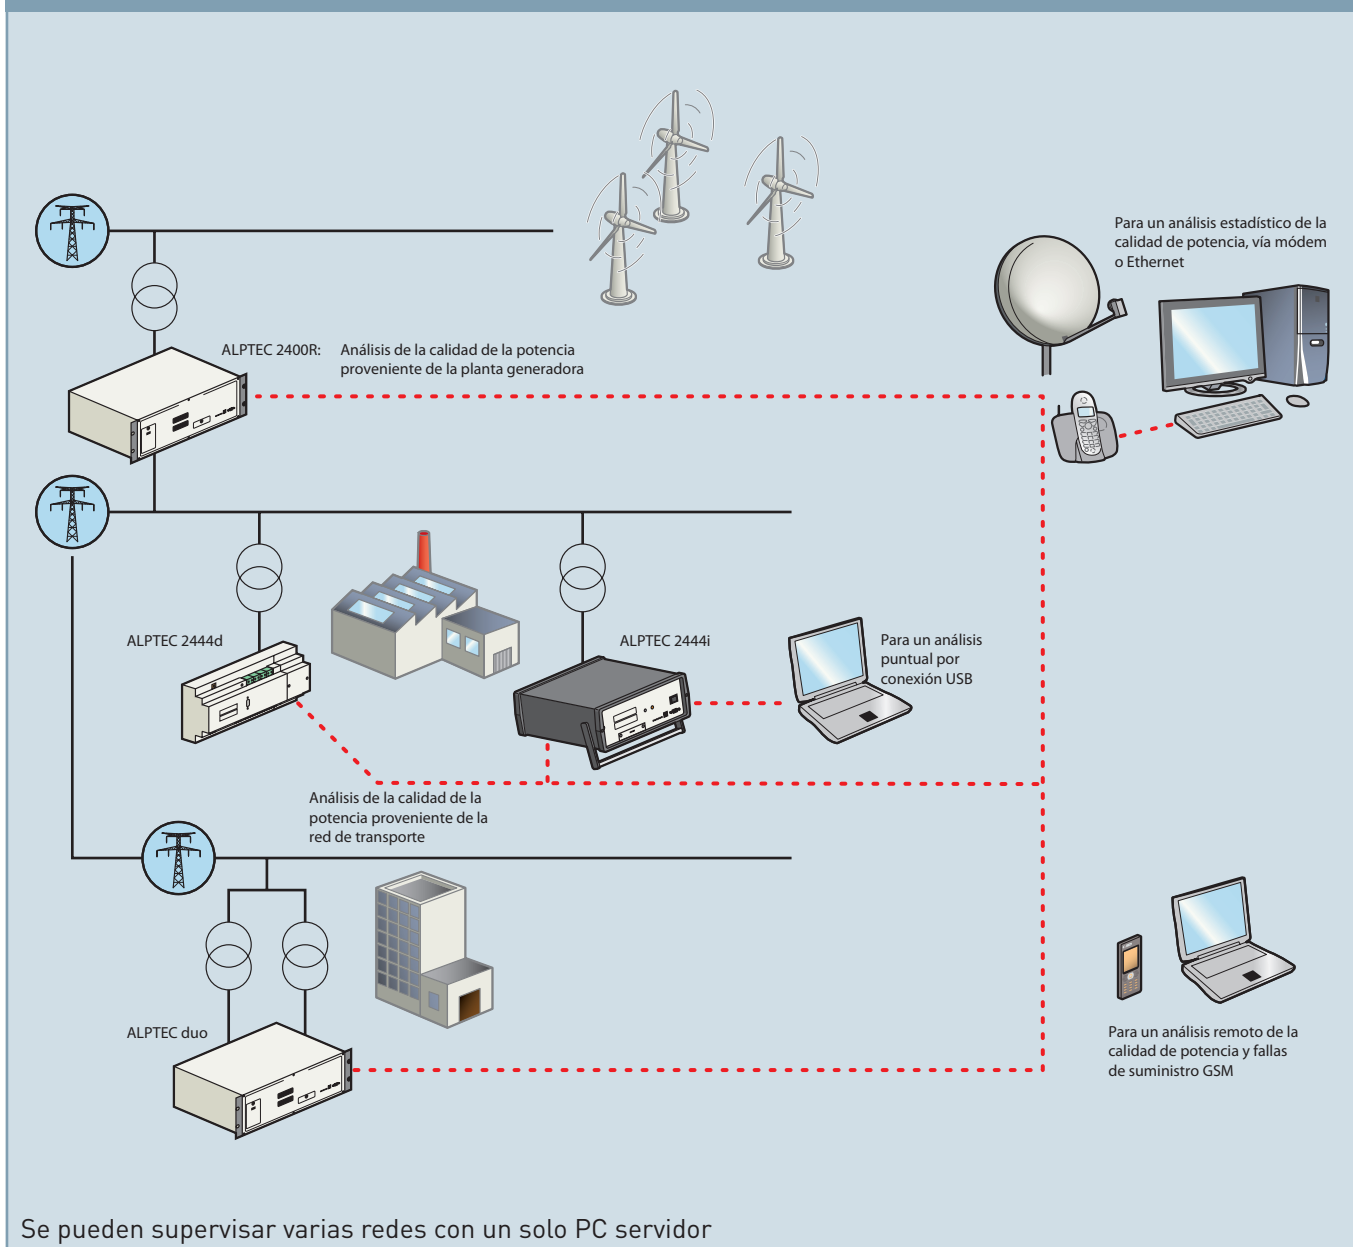 Para un análisis estadístico de la
calidad de potencia, vía módem
o Ethernet
ALPTEC 2400R: Análisis de la calidad de la potencia
proveniente de la planta generadora
ALPTEC 2444d
ALPTEC 2444i
Para un análisis
puntual por
conexión USB
Análisis de la calidad de la
potencia proveniente de la
red de transporte
ALPTEC duo
Para un análisis remoto de la
calidad de potencia y fallas
de suministro GSM
Se pueden supervisar varias redes con un solo PC servidor